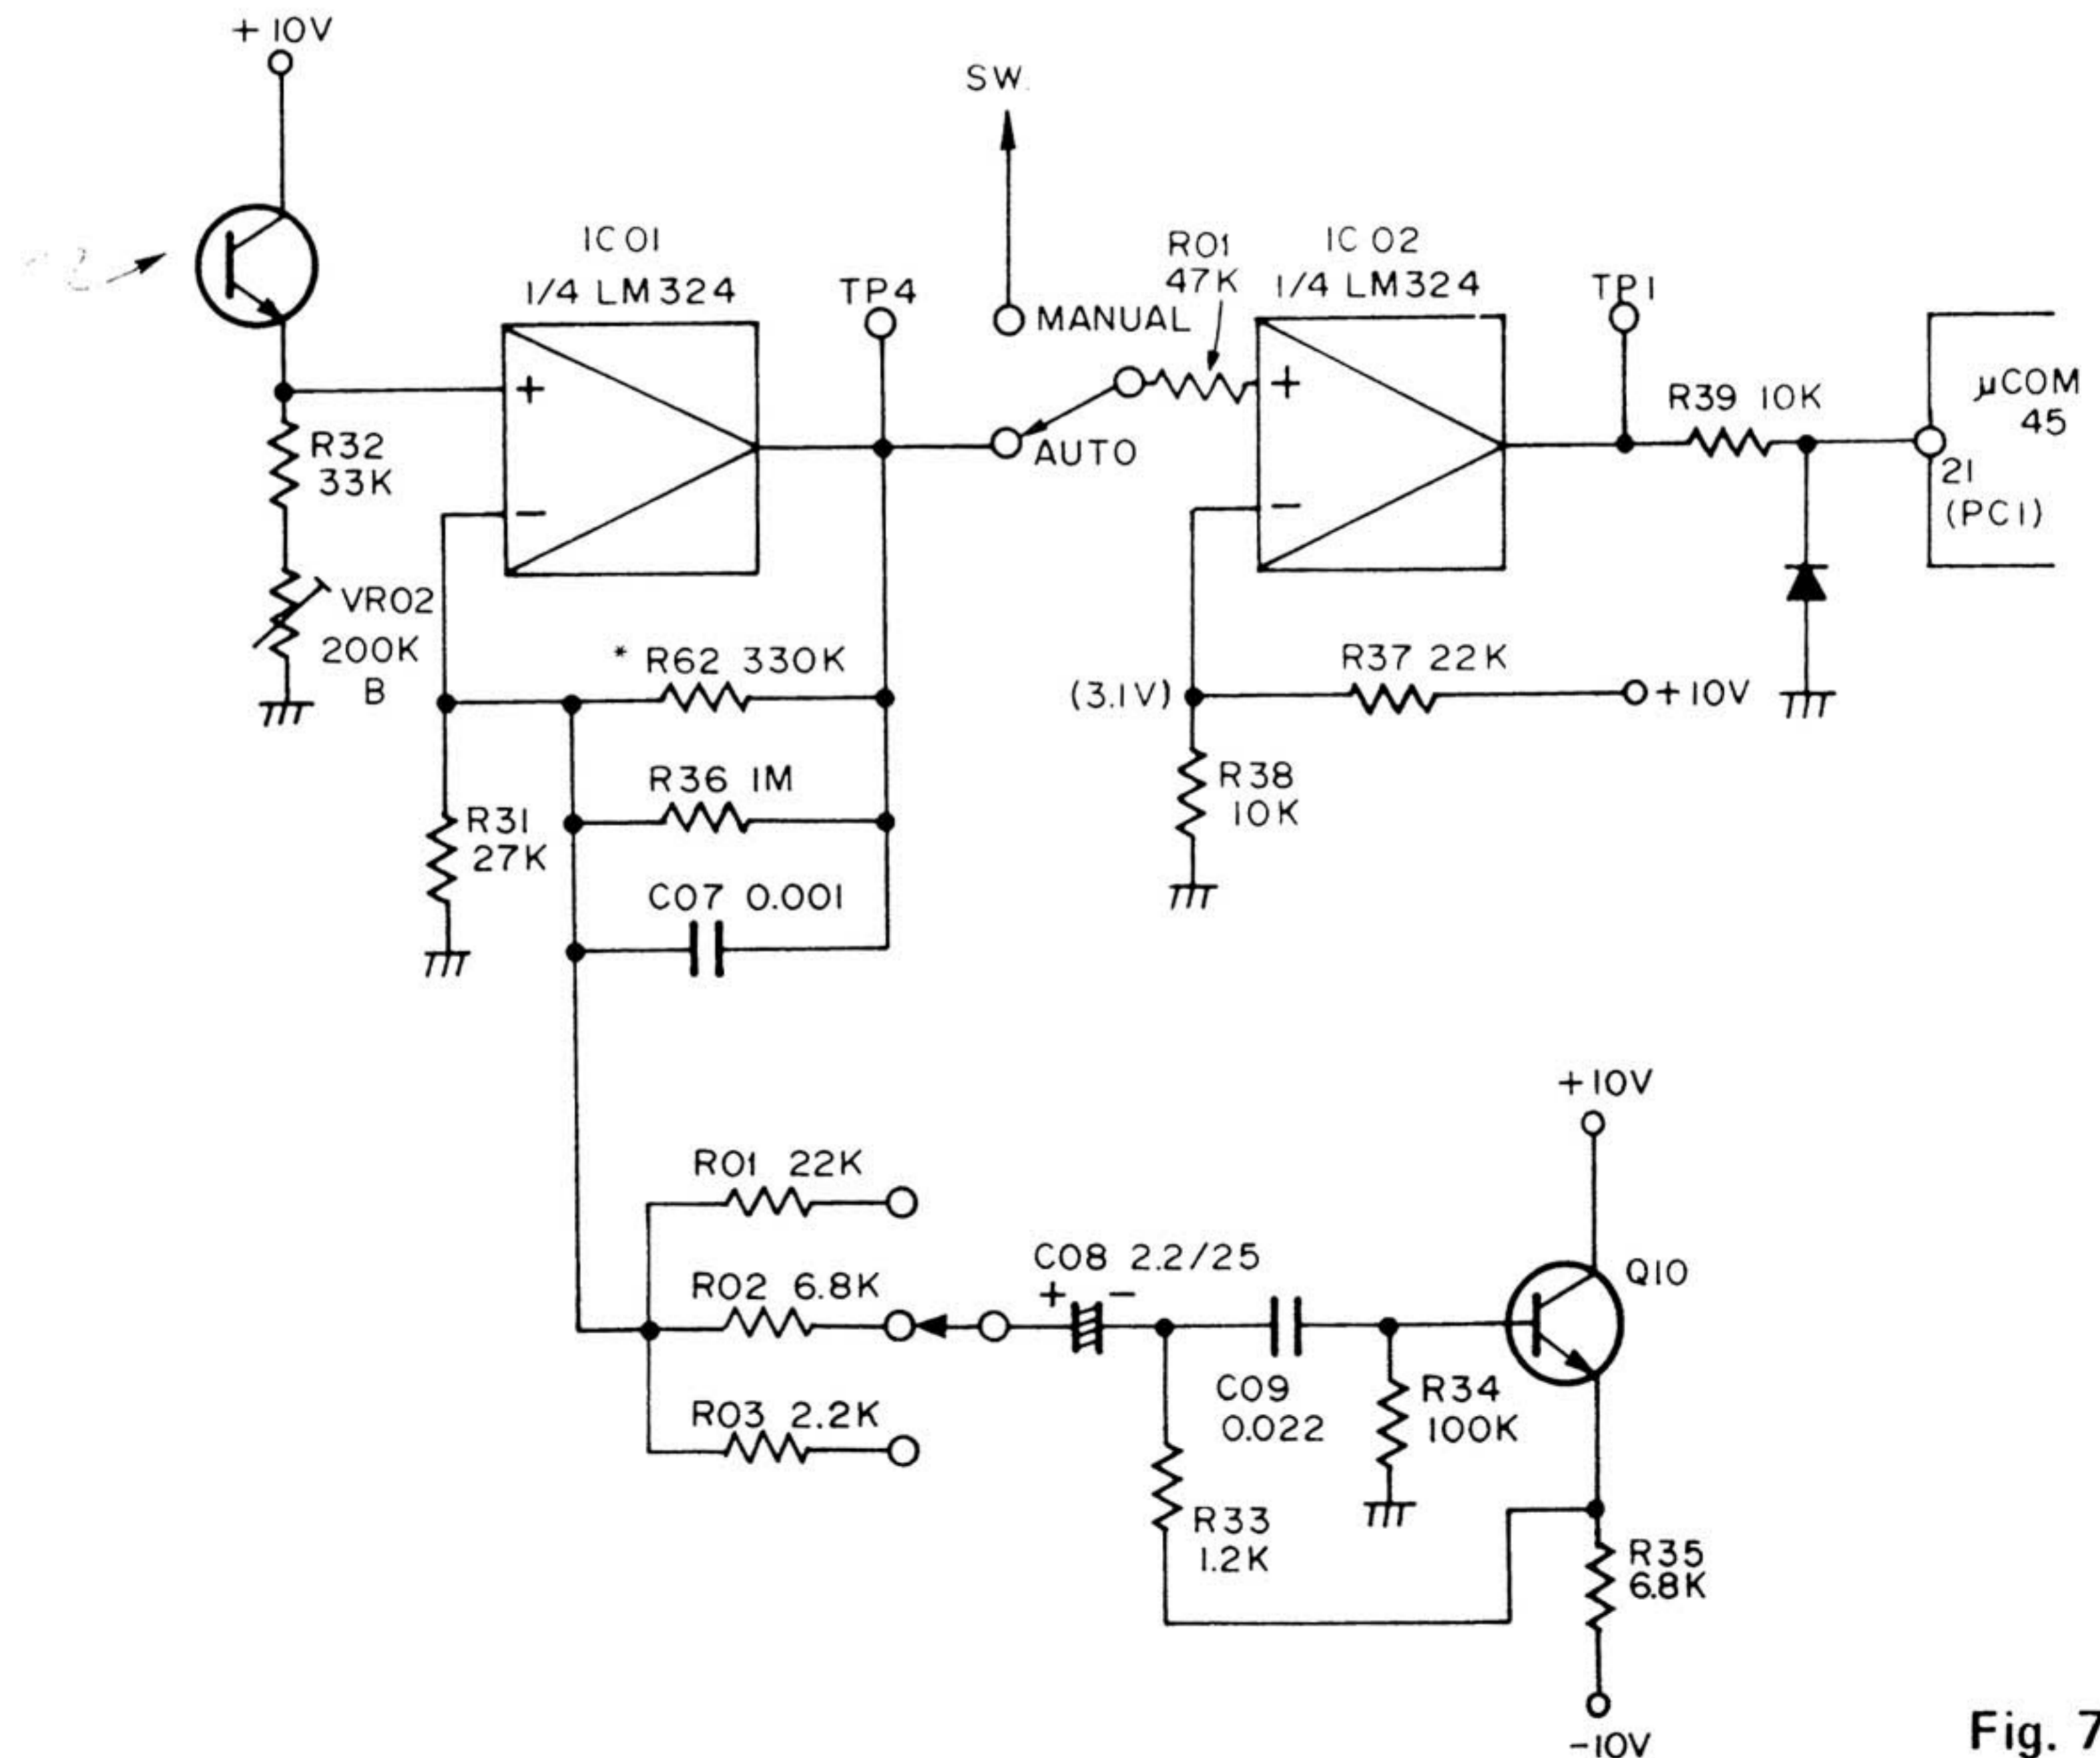 +10V
SW.
IC01
1/4 LM324
TP4
MANUAL
AUTO
R01
47K
IC 02
1/4 LM324
TP1
R39 10K
μCOM
45
21
(PC1)
+
−
+
−
R32
33K
VR02
200K
B
* R62 330K
R36 1M
R31
27K
C07 0.001
(3.1V)
R37 22K
+10V
R38
10K
R01 22K
R02 6.8K
R03 2.2K
C08 2.2/25
+ −
C09
0.022
R34
100K
R33
1.2K
+10V
Q10
R35
6.8K
-10V
Fig. 7